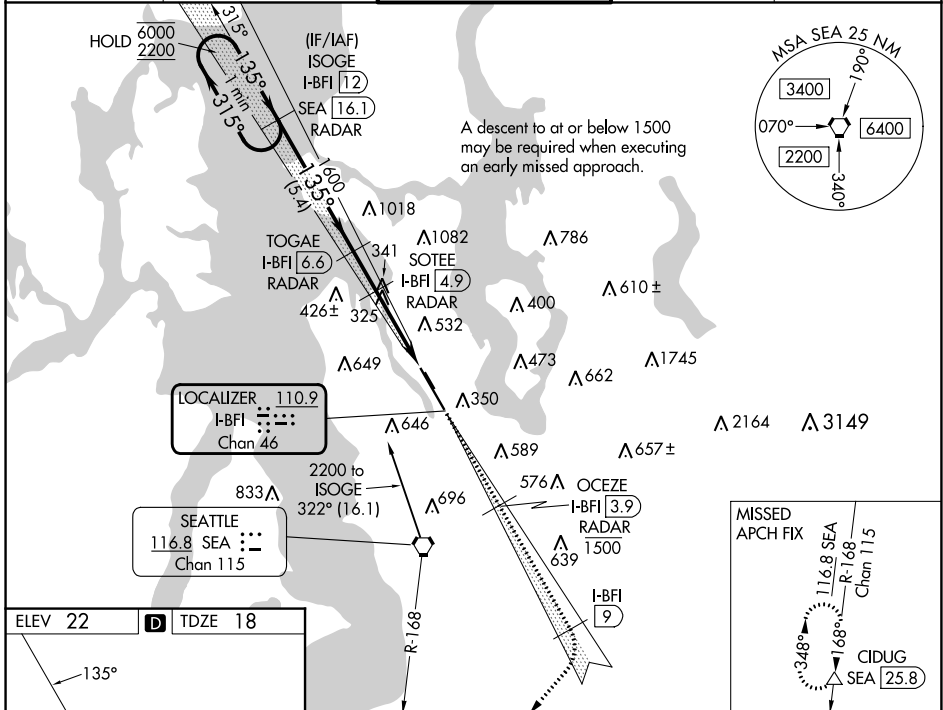 315°
HOLD 6000
2200
135°
1 min
315°
(IF/IAF)
ISOGE
I-BFI 12
SEA 16.1
RADAR
MSA SEA 25 NM
190°
3400
070°
6400
2200
340°
A descent to at or below 1500
may be required when executing
an early missed approach.
1600
135°
(5.4)
1018
TOGAE
I-BFI 6.6
RADAR
341
1082
SOTEE
I-BFI 4.9
RADAR
786
426±
325
532
400
610±
649
473
662
1745
LOCALIZER 110.9
I-BFI
Chan 46
350
646
2164
3149
589
657±
2200 to
ISOGE
322° (16.1)
833
696
576
OCEZE
I-BFI 3.9
RADAR
1500
639
SEATTLE
116.8 SEA
Chan 115
I-BFI
9
R-168
MISSED
APCH FIX
116.8 SEA
R-168
Chan 115
348°
168°
CIDUG
SEA 25.8
ELEV 22 D TDZE 18
135°